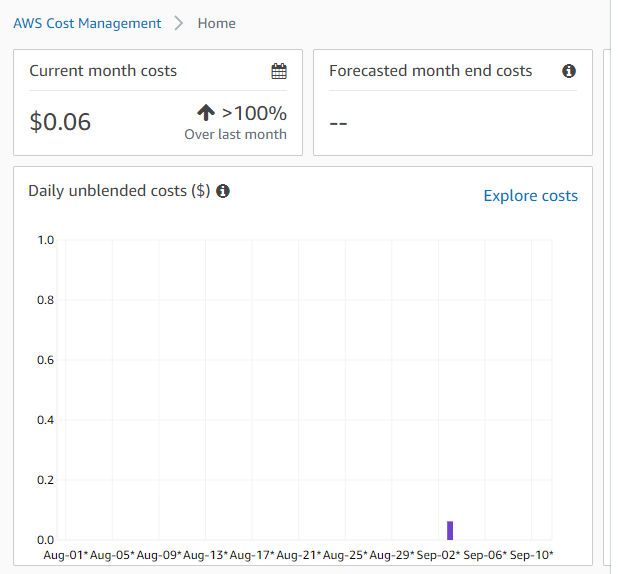 AWS Cost Management > Home
Current month costs
Forecasted month end costs
$0.06
>100%
Over last month
--
Daily unblended costs ($)
Explore costs
1.0
0.8
0.6
0.4
0.2
0.0
Aug-01* Aug-05* Aug-09* Aug-13* Aug-17* Aug-21* Aug-25* Aug-29* Sep-02* Sep-06* Sep-10*